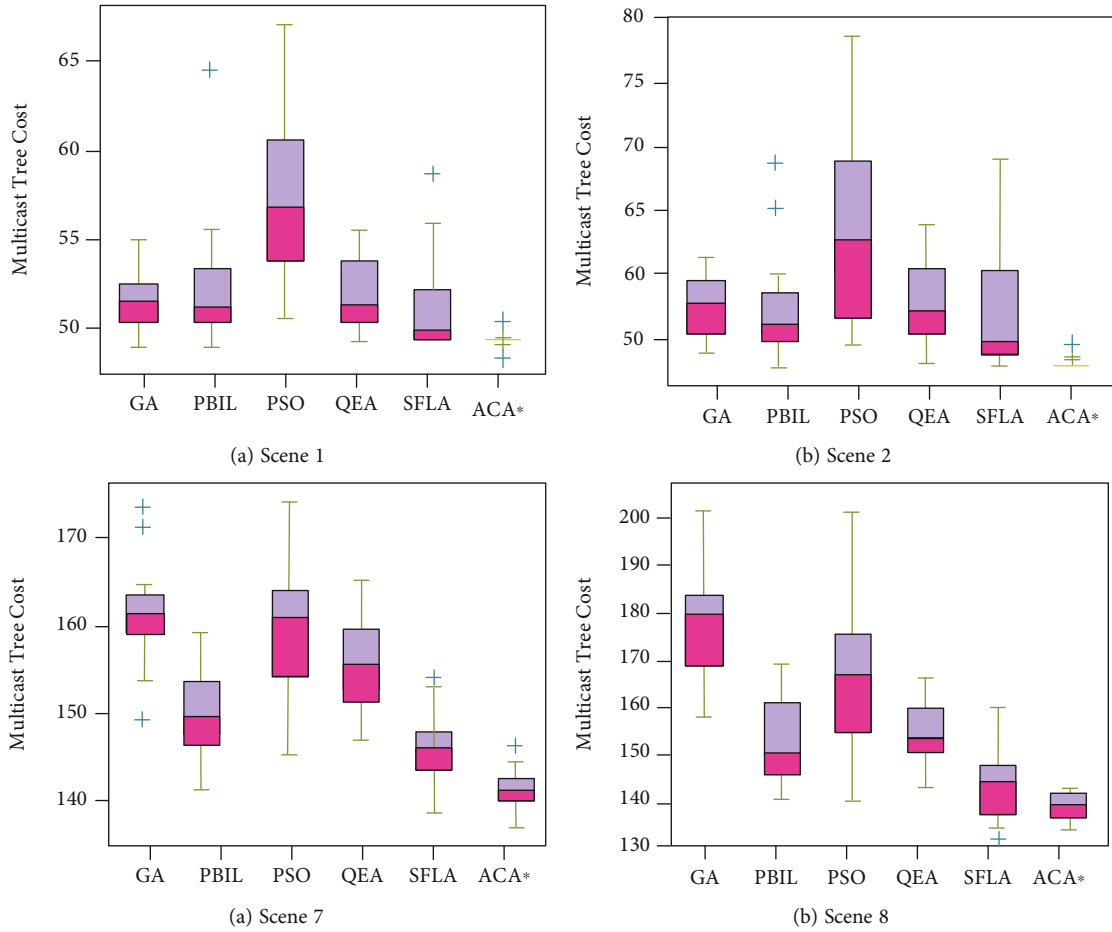 Multicast Tree Cost
65
60
55
50
GA PBIL PSO QEA SFLA ACA*
(a) Scene 1
Multicast Tree Cost
80
75
70
65
60
50
GA PBIL PSO QEA SFLA ACA*
(b) Scene 2
Multicast Tree Cost
170
160
150
140
GA PBIL PSO QEA SFLA ACA*
(a) Scene 7
Multicast Tree Cost
200
190
180
170
160
150
140
130
GA PBIL PSO QEA SFLA ACA*
(b) Scene 8